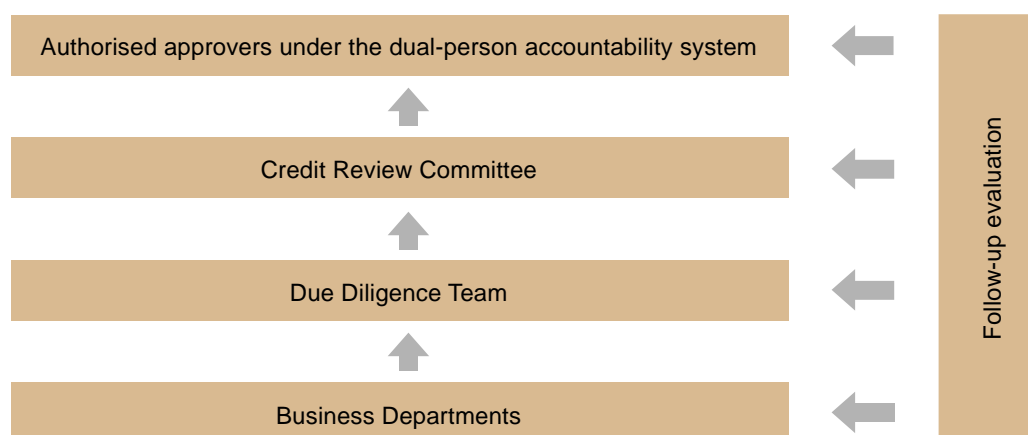 Authorised approvers under the dual-person accountability system
Credit Review Committee
Due Diligence Team
Business Departments
Follow-up evaluation